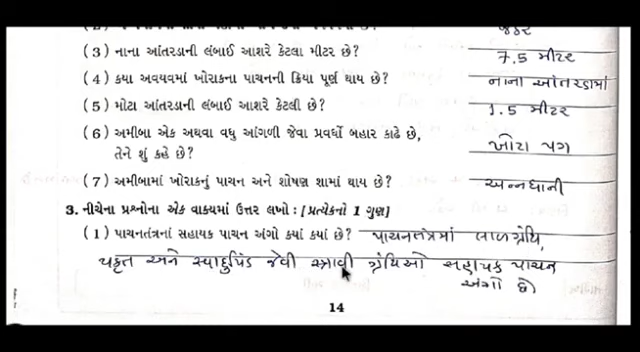 જઠર
(3) નાના આંતરડાની લંબાઈ આશરે કેટલા મીટર છે? 7.5 મીટર
(4) કયા અવયવમાં ખોરાકના પાચનની ક્રિયા પૂર્ણ થાય છે? નાના આંતરડામાં
(5) મોટા આંતરડાની લંબાઈ આશરે કેટલી છે? 1.5 મીટર
(6) અમીબા એક અથવા વધુ આંગળી જેવા પ્રવર્ધો બહાર કાઢે છે,
તેને શું કહે છે? ખોટા પગ
(7) અમીબામાં ખોરાકનું પાચન અને શોષણ શામાં થાય છે? અન્નધાની
3. નીચેના પ્રશ્નોના એક વાક્યમાં ઉત્તર લખો : [પ્રત્યેકનો 1 ગુણ]
(1) પાચનતંત્રનાં સહાયક પાચન અંગો કયાં કયાં છે? પાચનતંત્રમાં લાળગ્રંથિ,
યકૃત અને સ્વાદુપિંડ જેવી સ્ત્રાવી ગ્રંથિઓ સહાયક પાચન
અંગો છે
14